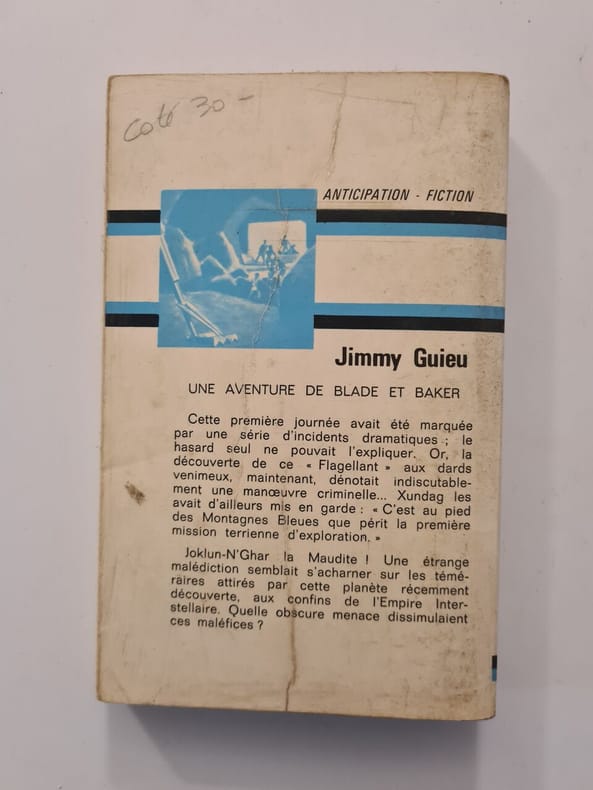 coté 30 -
ANTICIPATION - FICTION
Jimmy Guieu
UNE AVENTURE DE BLADE ET BAKER
Cette première journée avait été marquée
par une série d'incidents dramatiques ; le
hasard seul ne pouvait l'expliquer. Or, la
découverte de ce « Flagellant » aux dards
venimeux, maintenant, dénotait indiscutable-
ment une manœuvre criminelle... Xundag les
avait d'ailleurs mis en garde : « C'est au pied
des Montagnes Bleues que périt la première
mission terrienne d'exploration. »
Joklun-N'Ghar la Maudite ! Une étrange
malédiction semblait s'acharner sur les témé-
raires attirés par cette planète récemment
découverte, aux confins de l'Empire Inter-
stellaire. Quelle obscure menace dissimulaient
ces maléfices ?